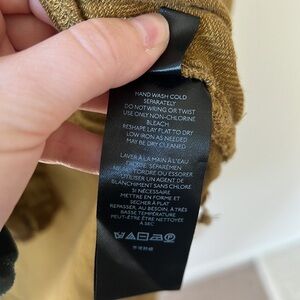 HAND WASH COLD
SEPARATELY
DO NOT WRING OR TWIST
USE ONLY NON-CHLORINE
BLEACH
RESHAPE LAY FLAT TO DRY
LOW IRON AS NEEDED
MAY BE DRY CLEANED
LAVER À LA MAIN À L'EAU
NE PAS TORDRE OU ESSORER
UTILISER UN AGENT DE
BLANCHIMENT SANS CHLORE
SI NÉCESSAIRE
METTRE EN FORME ET
SÉCHER À PLAT
REPASSER, AU BESOIN, À TRÈS
BASSE TEMPÉRATURE
PEUT-ÊTRE NETTOYÉE
À SEC